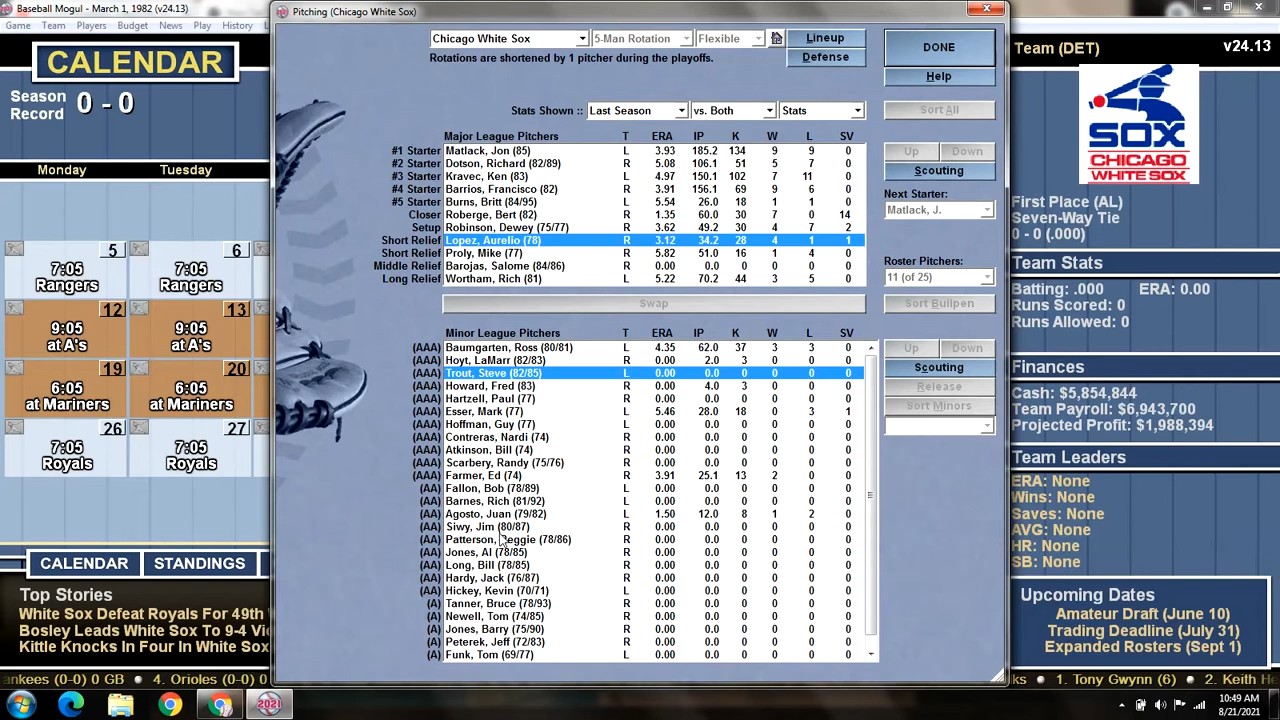 Baseball Mogul - March 1, 1982 (v24.13)
Game Team Players Budget News Play History
CALENDAR
Season Record 0 - 0
Monday Tuesday
5 6
7:05 Rangers 7:05 Rangers
12 13
9:05 at A's 9:05 at A's
19 20
6:05 at Mariners 6:05 at Mariners
26 27
7:05 Royals 7:05 Royals
CALENDAR STANDINGS
Top Stories
White Sox Defeat Royals For 49th
Bosley Leads White Sox To 9-4 Vi
Kittle Knocks In Four In White Sox
Pitching (Chicago White Sox)
Chicago White Sox 5-Man Rotation Flexible Lineup
Rotations are shortened by 1 pitcher during the playoffs. Defense
DONE
Help
Stats Shown :: Last Season vs. Both Stats Sort All
Major League Pitchers T ERA IP K W L SV
#1 Starter Matlack, Jon (85) L 3.93 185.2 134 9 9 0
#2 Starter Dotson, Richard (82/89) R 5.08 106.1 51 5 7 0
#3 Starter Kravec, Ken (83) L 4.97 150.1 102 7 11 0
#4 Starter Barrios, Francisco (82) R 3.91 156.1 69 9 6 0
#5 Starter Burns, Britt (84/95) L 5.54 26.0 18 1 1 0
Closer Roberge, Bert (82) R 1.35 60.0 30 7 0 14
Setup Robinson, Dewey (75/77) R 3.62 49.2 30 4 7 2
Short Relief Lopez, Aurelio (78) R 3.12 34.2 28 4 1 1
Short Relief Proly, Mike (77) R 5.82 51.0 16 1 4 0
Middle Relief Barojas, Salome (84/86) R 0.00 0.0 0 0 0 0
Long Relief Wortham, Rich (81) L 5.22 70.2 44 3 5 0
Up Down
Scouting
Next Starter:
Matlack, J.
Roster Pitchers:
11 (of 25)
Swap Sort Bullpen
Minor League Pitchers T ERA IP K W L SV
(AAA) Baumgarten, Ross (80/81) L 4.35 62.0 37 3 3 0
(AAA) Hoyt, LaMarr (82/83) R 0.00 2.0 3 0 0 0
(AAA) Trout, Steve (82/85) L 0.00 0.0 0 0 0 0
(AAA) Howard, Fred (83) R 0.00 4.0 3 0 0 0
(AAA) Hartzell, Paul (77) R 0.00 0.0 0 0 0 0
(AAA) Esser, Mark (77) L 5.46 28.0 18 0 3 1
(AAA) Hoffman, Guy (77) L 0.00 0.0 0 0 0 0
(AAA) Contreras, Nardi (74) R 0.00 0.0 0 0 0 0
(AAA) Atkinson, Bill (74) R 0.00 0.0 0 0 0 0
(AAA) Scarbery, Randy (75/76) R 0.00 0.0 0 0 0 0
(AAA) Farmer, Ed (74) R 3.91 25.1 13 2 0 0
(AA) Fallon, Bob (78/89) L 0.00 0.0 0 0 0 0
(AA) Barnes, Rich (81/92) L 0.00 0.0 0 0 0 0
(AA) Agosto, Juan (79/82) L 1.50 12.0 8 1 2 0
(AA) Siwy, Jim (80/87) R 0.00 0.0 0 0 0 0
(AA) Patterson, Reggie (78/86) R 0.00 0.0 0 0 0 0
(AA) Jones, Al (78/85) R 0.00 0.0 0 0 0 0
(AA) Long, Bill (78/85) R 0.00 0.0 0 0 0 0
(AA) Hardy, Jack (76/87) R 0.00 0.0 0 0 0 0
(AA) Hickey, Kevin (70/71) L 0.00 0.0 0 0 0 0
(A) Tanner, Bruce (78/93) R 0.00 0.0 0 0 0 0
(A) Newell, Tom (74/85) R 0.00 0.0 0 0 0 0
(A) Jones, Barry (75/90) R 0.00 0.0 0 0 0 0
(A) Peterek, Jeff (72/83) R 0.00 0.0 0 0 0 0
(A) Funk, Tom (69/77) L 0.00 0.0 0 0 0 0
Up Down
Scouting
Release
Sort Minors
Team (DET) v24.13
SOX
CHICAGO
WHITE SOX
First Place (AL)
Seven-Way Tie
0 - 0 (.000)
Team Stats
Batting: .000 ERA: 0.00
Runs Scored: 0
Runs Allowed: 0
Finances
Cash: $5,854,844
Team Payroll: $6,943,700
Projected Profit: $1,988,394
Team Leaders
ERA: None
Wins: None
Saves: None
AVG: None
HR: None
SB: None
Upcoming Dates
Amateur Draft (June 10)
Trading Deadline (July 31)
Expanded Rosters (Sept 1)
ankees (0-0) 0 GB • 4. Orioles (0-0) 0 ks • 1. Tony Gwynn (6) • 2. Keith He
10:49 AM
8/21/2021